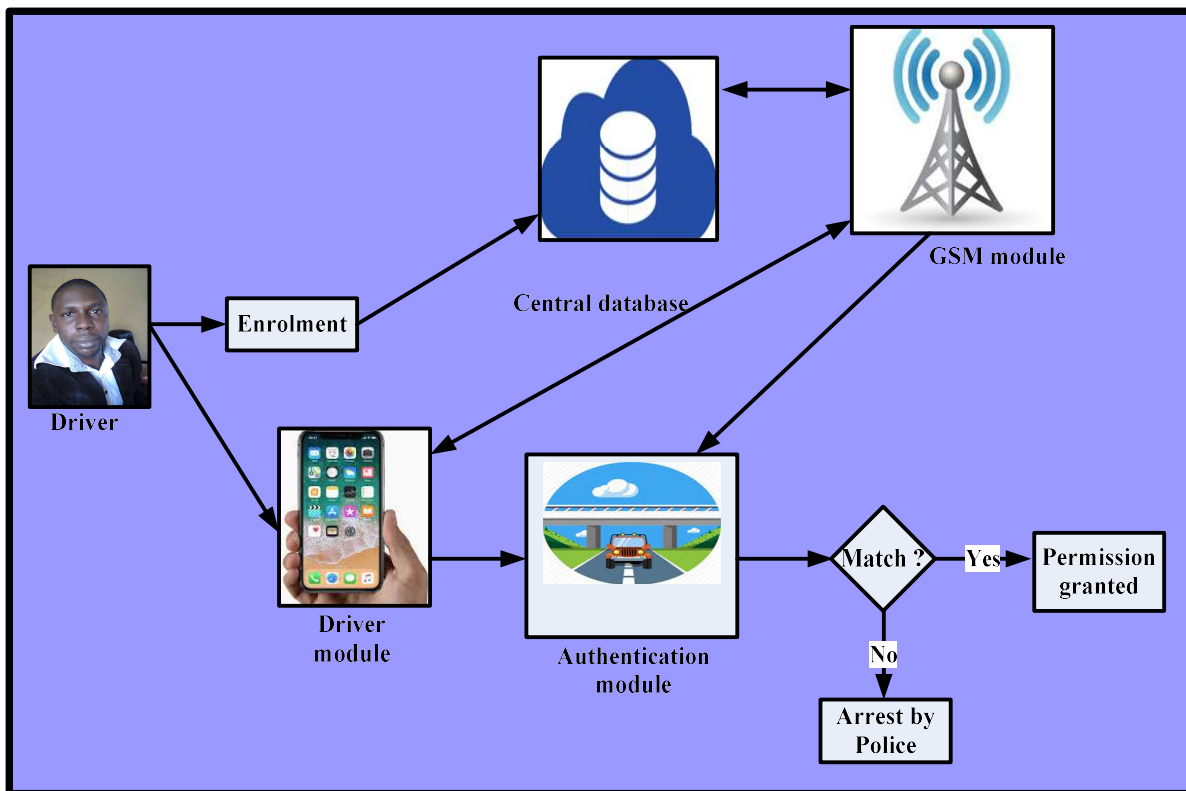 GSM module
Central database
Enrolment
Driver
Driver
module
Authentication
module
Match ?
Yes
Permission
granted
No
Arrest by
Police